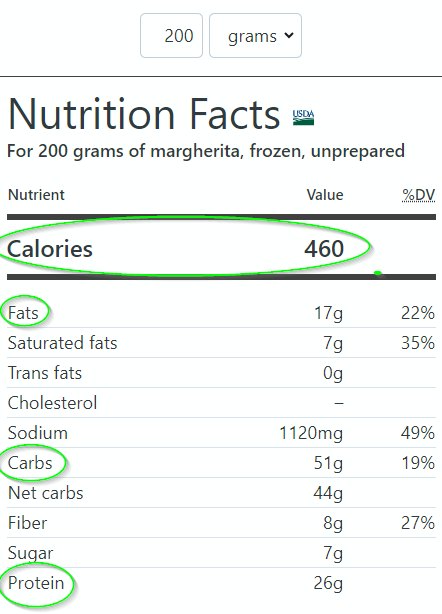 200 grams
Nutrition Facts USDA
For 200 grams of margherita, frozen, unprepared
Nutrient Value %DV
Calories 460
Fats 17g 22%
Saturated fats 7g 35%
Trans fats 0g
Cholesterol –
Sodium 1120mg 49%
Carbs 51g 19%
Net carbs 44g
Fiber 8g 27%
Sugar 7g
Protein 26g